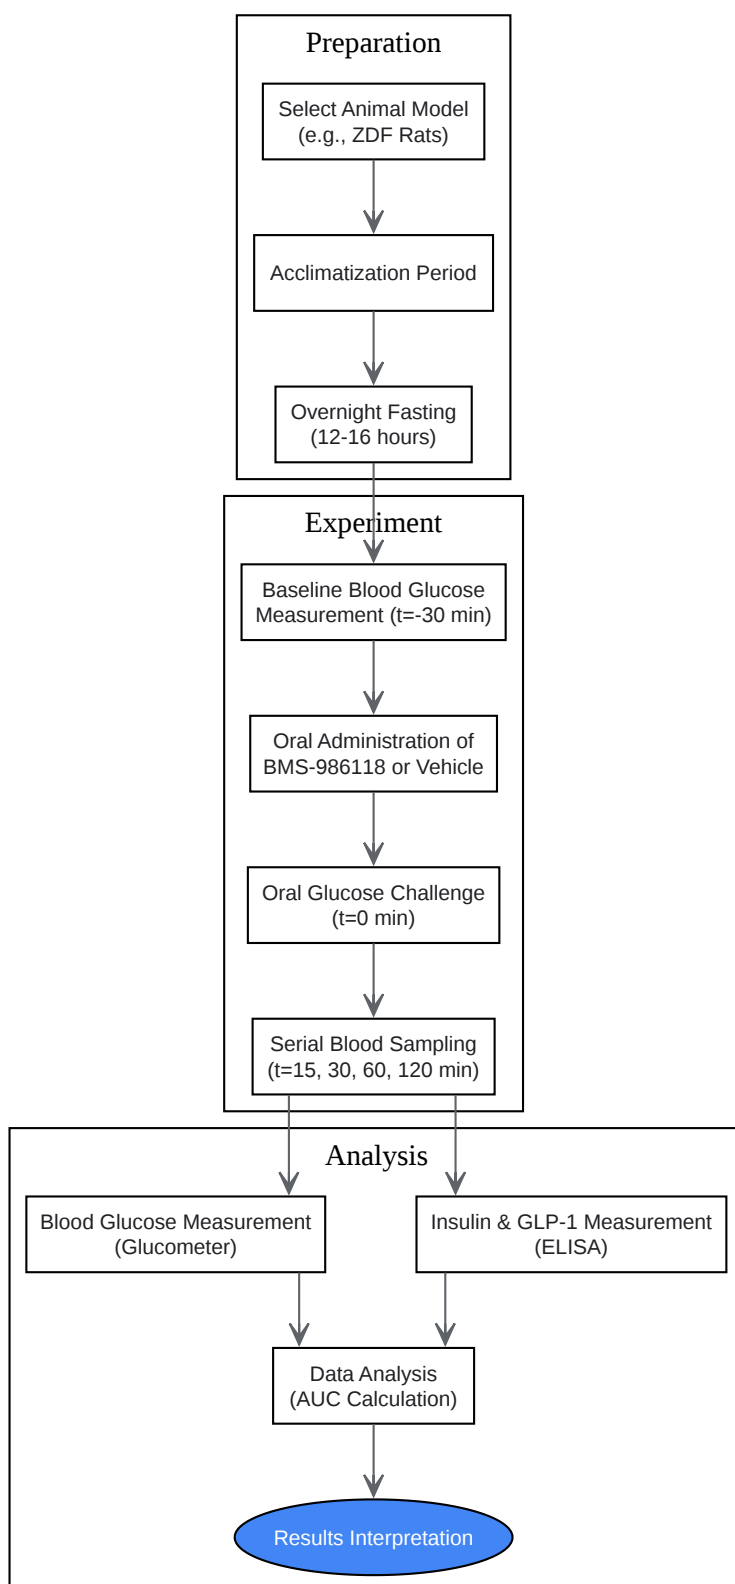 Preparation
Select Animal Model
(e.g., ZDF Rats)
Acclimatization Period
Overnight Fasting
(12-16 hours)
Experiment
Baseline Blood Glucose
Measurement (t=-30 min)
Oral Administration of
BMS-986118 or Vehicle
Oral Glucose Challenge
(t=0 min)
Serial Blood Sampling
(t=15, 30, 60, 120 min)
Analysis
Blood Glucose Measurement
(Glucometer)
Insulin & GLP-1 Measurement
(ELISA)
Data Analysis
(AUC Calculation)
Results Interpretation